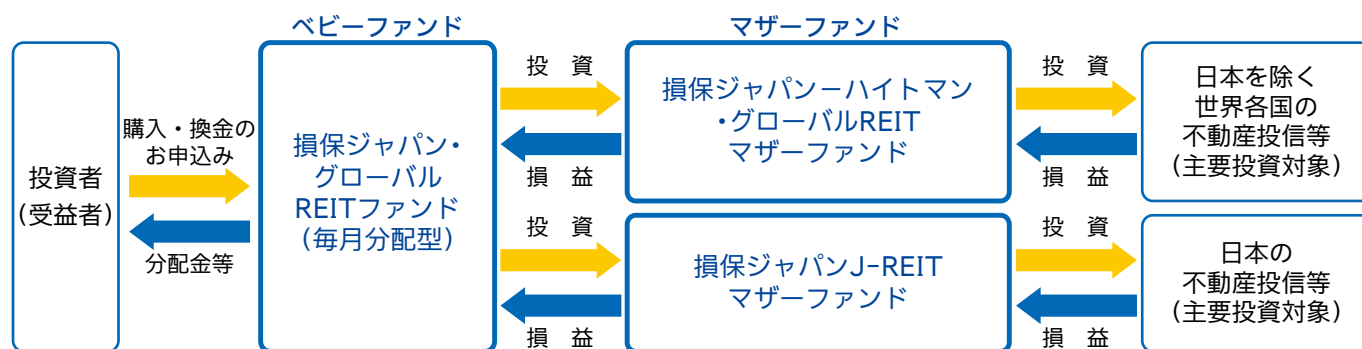 ベビーファンド
マザーファンド
投資者
(受益者)
購入・換金の
お申込み
分配金等
損保ジャパン・
グローバル
REITファンド
(毎月分配型)
投 資
損 益
損保ジャパン－ハイトマン
・グローバルREIT
マザーファンド
投 資
損 益
日本を除く
世界各国の
不動産投信等
(主要投資対象)
投 資
損 益
損保ジャパンJ-REIT
マザーファンド
投 資
損 益
日本の
不動産投信等
(主要投資対象)